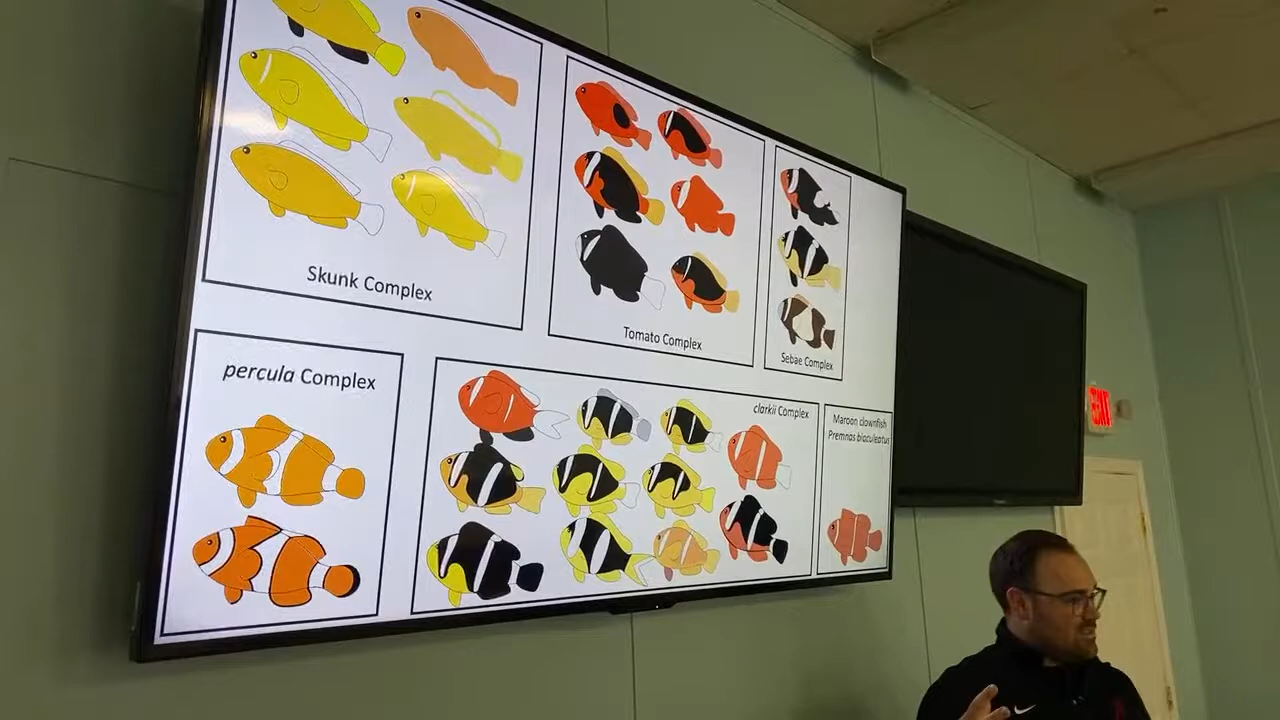 Skunk Complex
Tomato Complex
Sebae Complex
percula Complex
clarkii Complex
Maroon clownfish
Premnas biaculeatus
EXIT